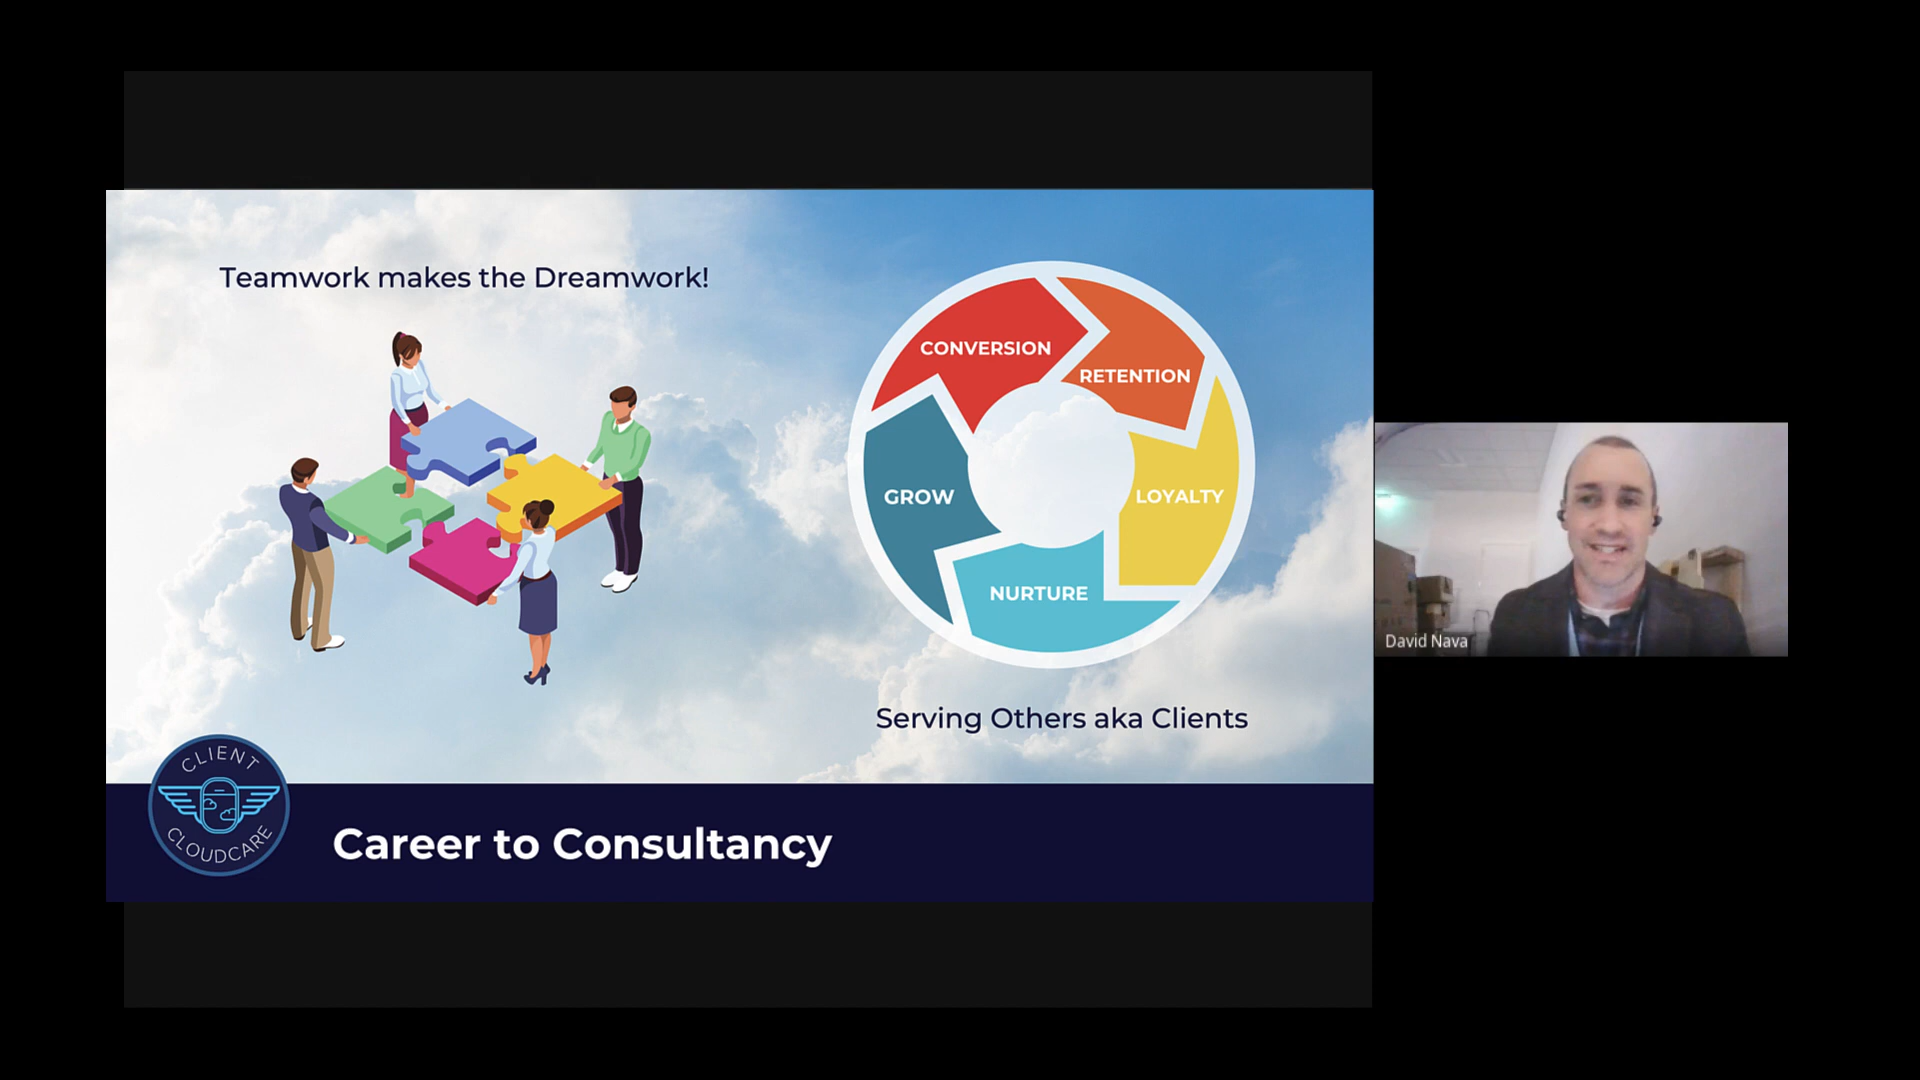 Teamwork makes the Dreamwork!
CONVERSION
RETENTION
GROW
LOYALTY
NURTURE
Serving Others aka Clients
David Nava
CLIENT
CLOUDCARE
Career to Consultancy